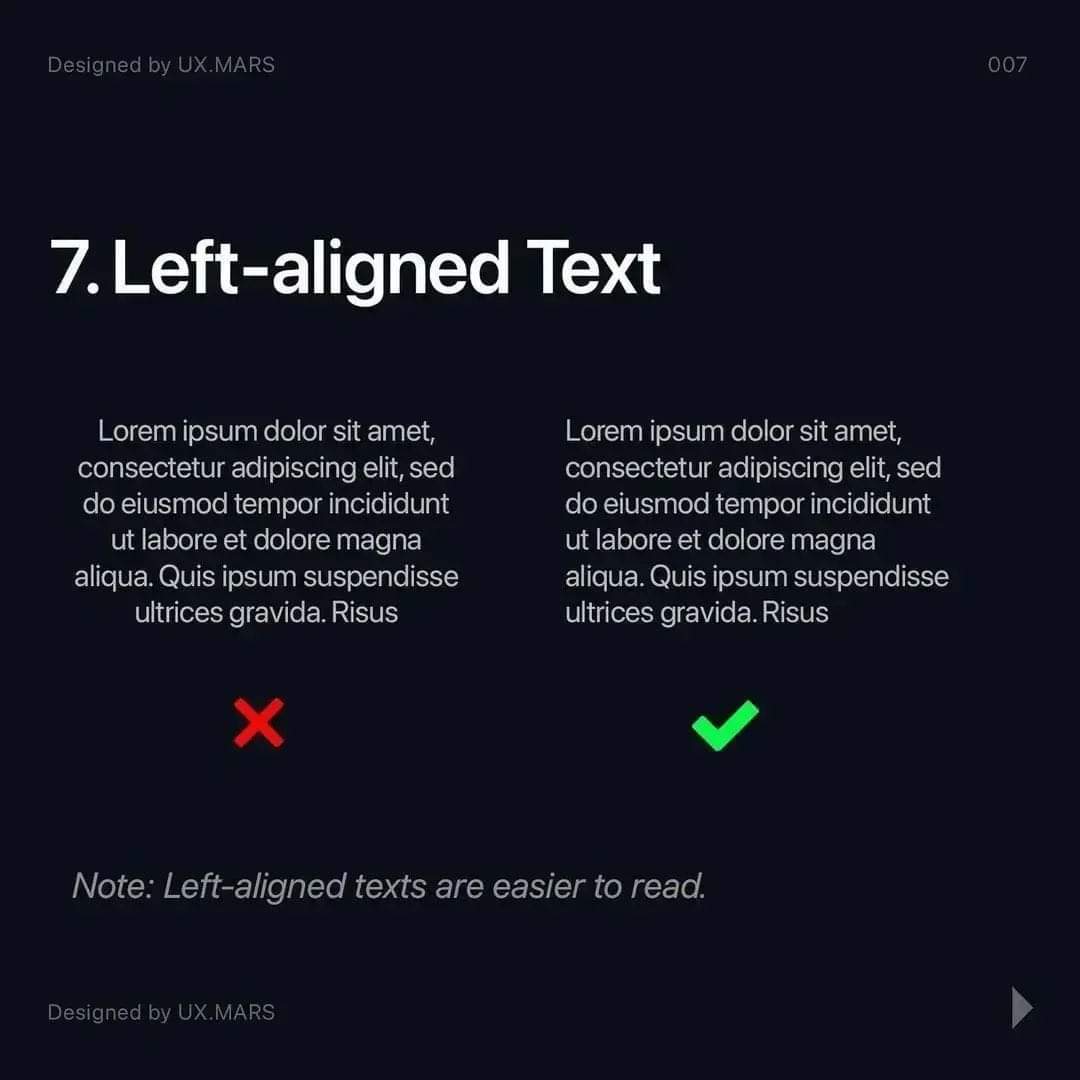 Designed by UX.MARS
007
7. Left-aligned Text
Lorem ipsum dolor sit amet,
consectetur adipiscing elit, sed
do eiusmod tempor incididunt
ut labore et dolore magna
aliqua. Quis ipsum suspendisse
ultrices gravida. Risus
Lorem ipsum dolor sit amet,
consectetur adipiscing elit, sed
do eiusmod tempor incididunt
ut labore et dolore magna
aliqua. Quis ipsum suspendisse
ultrices gravida. Risus
Note: Left-aligned texts are easier to read.
Designed by UX.MARS